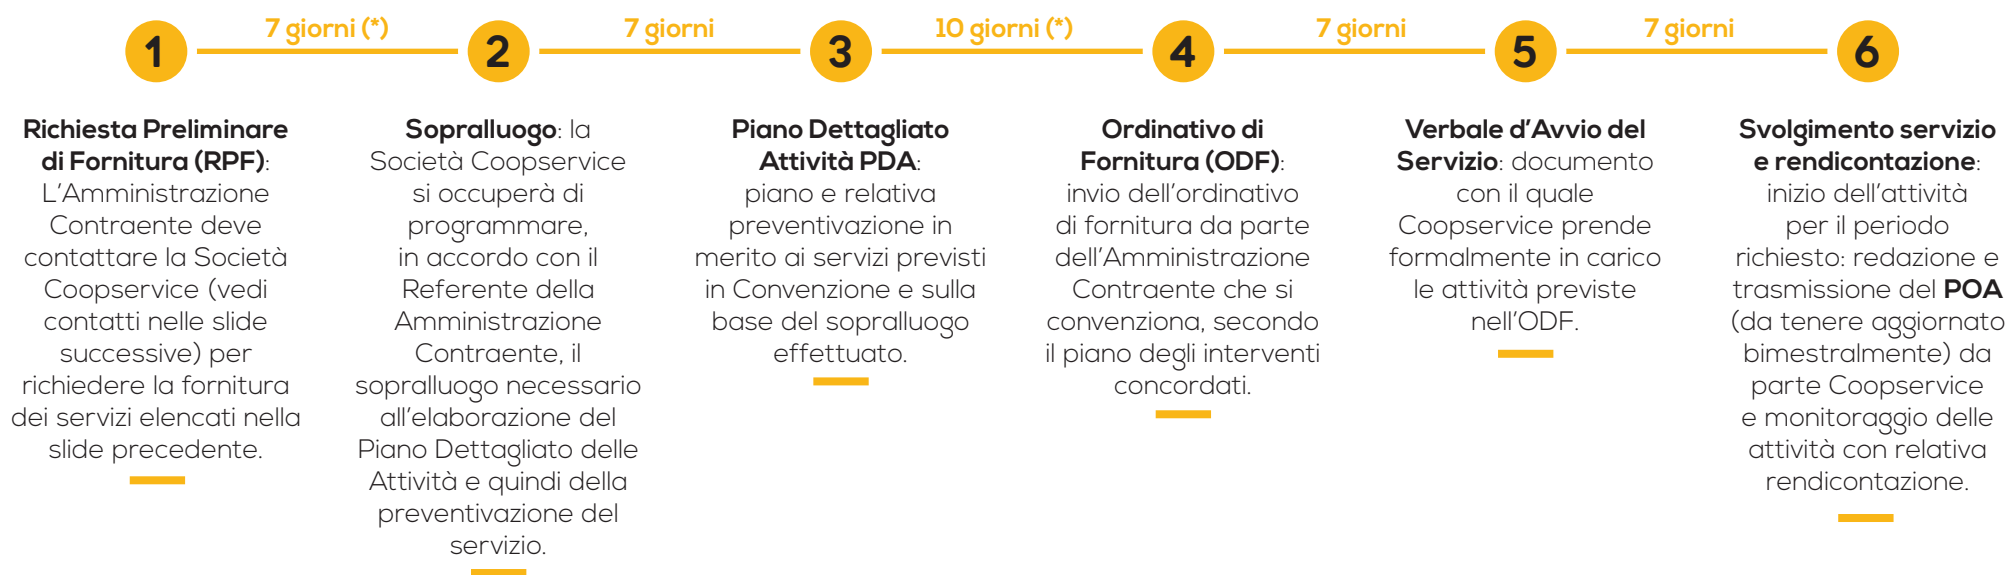 7 giorni (*)
7 giorni
10 giorni (*)
7 giorni
7 giorni
1
2
3
4
5
6
Richiesta Preliminare
di Fornitura (RPF):
L'Amministrazione
Contraente deve
contattare la Società
Coopservice (vedi
contatti nelle slide
successive) per
richiedere la fornitura
dei servizi elencati nella
slide precedente.
Sopralluogo: la
Società Coopservice
si occuperà di
programmare,
in accordo con il
Referente della
Amministrazione
Contraente, il
sopralluogo necessario
all'elaborazione del
Piano Dettagliato delle
Attività e quindi della
preventivazione del
servizio.
Piano Dettagliato
Attività PDA:
piano e relativa
preventivazione in
merito ai servizi previsti
in Convenzione e sulla
base del sopralluogo
effettuato.
Ordinativo di
Fornitura (ODF):
invio dell'ordinativo
di fornitura da parte
dell'Amministrazione
Contraente che si
convenziona, secondo
il piano degli interventi
concordati.
Verbale d'Avvio del
Servizio: documento
con il quale
Coopservice prende
formalmente in carico
le attività previste
nell'ODF.
Svolgimento servizio
e rendicontazione:
inizio dell'attività
per il periodo
richiesto: redazione e
trasmissione del POA
(da tenere aggiornato
bimestralmente) da
parte Coopservice
e monitoraggio delle
attività con relativa
rendicontazione.